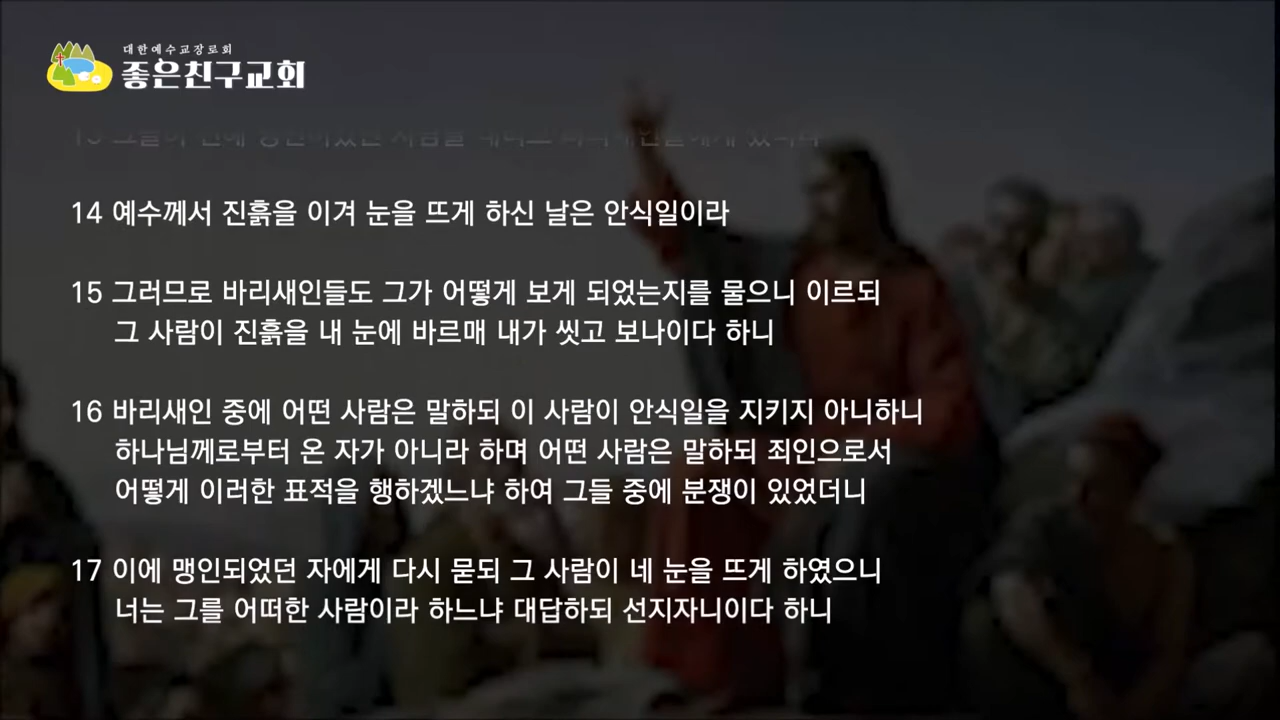 대한예수교장로회
좋은친구교회
14 예수께서 진흙을 이겨 눈을 뜨게 하신 날은 안식일이라
15 그러므로 바리새인들도 그가 어떻게 보게 되었는지를 물으니 이르되
그 사람이 진흙을 내 눈에 바르매 내가 씻고 보나이다 하니
16 바리새인 중에 어떤 사람은 말하되 이 사람이 안식일을 지키지 아니하니
하나님께로부터 온 자가 아니라 하며 어떤 사람은 말하되 죄인으로서
어떻게 이러한 표적을 행하겠느냐 하여 그들 중에 분쟁이 있었더니
17 이에 맹인되었던 자에게 다시 묻되 그 사람이 네 눈을 뜨게 하였으니
너는 그를 어떠한 사람이라 하느냐 대답하되 선지자니이다 하니